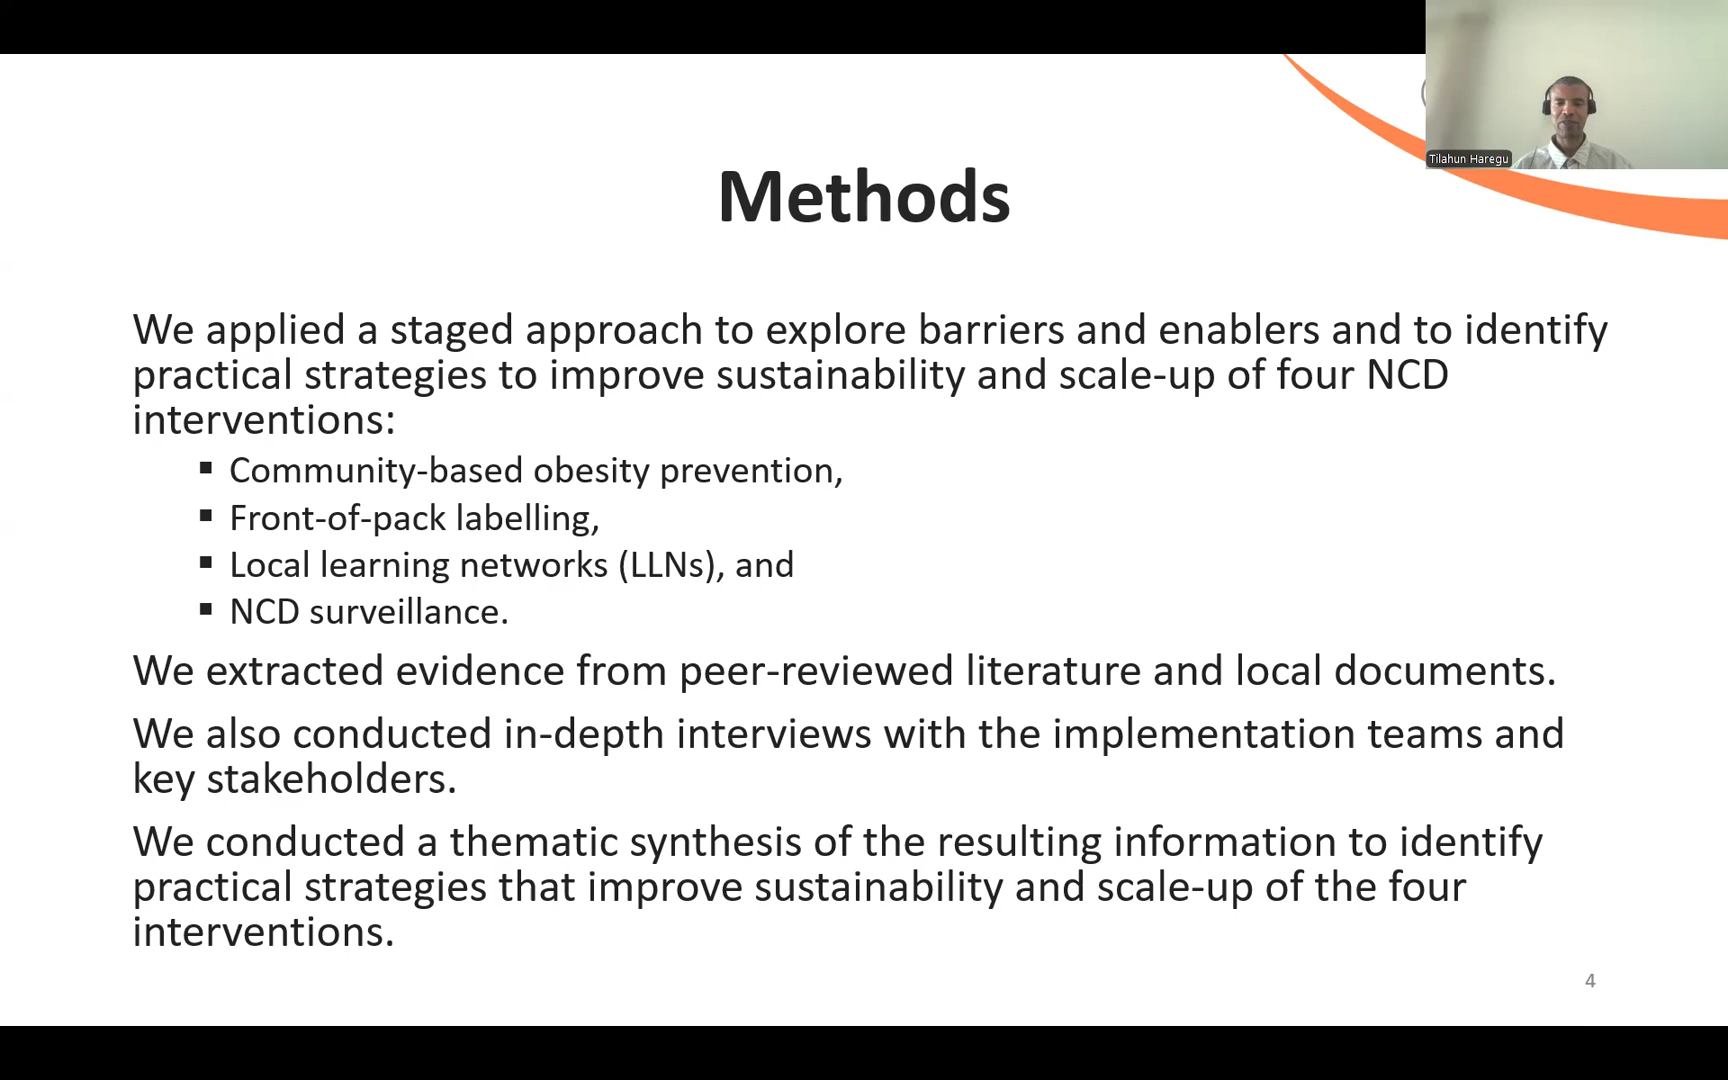 Tilahun Haregu
Methods
We applied a staged approach to explore barriers and enablers and to identify
practical strategies to improve sustainability and scale-up of four NCD
interventions:
▪ Community-based obesity prevention,
▪ Front-of-pack labelling,
▪ Local learning networks (LLNs), and
▪ NCD surveillance.
We extracted evidence from peer-reviewed literature and local documents.
We also conducted in-depth interviews with the implementation teams and
key stakeholders.
We conducted a thematic synthesis of the resulting information to identify
practical strategies that improve sustainability and scale-up of the four
interventions.
4